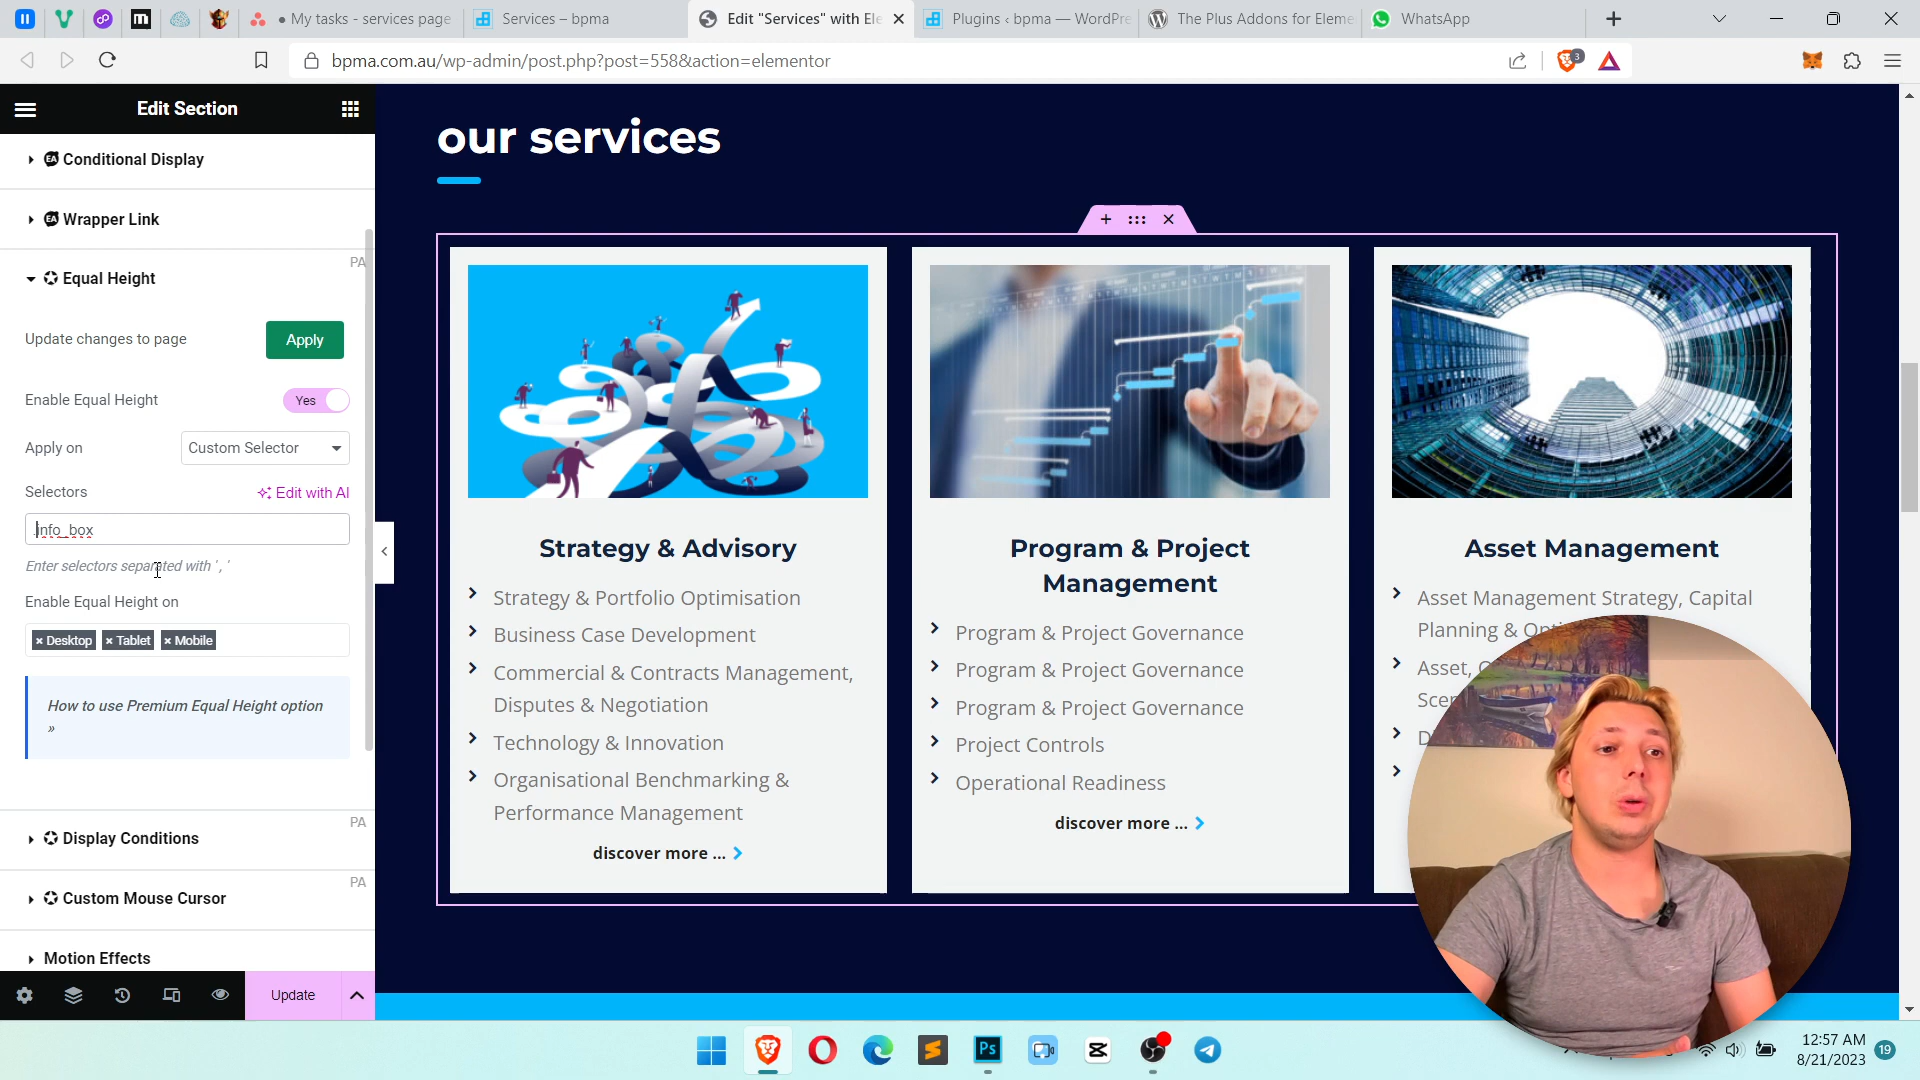 My tasks - services page
Services – bpma
Edit "Services" with Ele
Plugins ‹ bpma — WordPre
The Plus Addons for Eleme
WhatsApp
bpma.com.au/wp-admin/post.php?post=558&action=elementor
3
Edit Section
Conditional Display
Wrapper Link
PA
Equal Height
Update changes to page
Apply
Enable Equal Height
Yes
Apply on
Custom Selector
Selectors
Edit with AI
.info_box
Enter selectors separated with ' , '
Enable Equal Height on
× Desktop × Tablet × Mobile
How to use Premium Equal Height option
»
PA
Display Conditions
PA
Custom Mouse Cursor
Motion Effects
Update
our services
Strategy & Advisory
Strategy & Portfolio Optimisation
Business Case Development
Commercial & Contracts Management,
Disputes & Negotiation
Technology & Innovation
Organisational Benchmarking &
Performance Management
discover more ...
Program & Project
Management
Program & Project Governance
Program & Project Governance
Program & Project Governance
Project Controls
Operational Readiness
discover more ...
Asset Management
Asset Management Strategy, Capital
Planning & Opti
Asset,
Scen
Ps
12:57 AM
8/21/2023
19